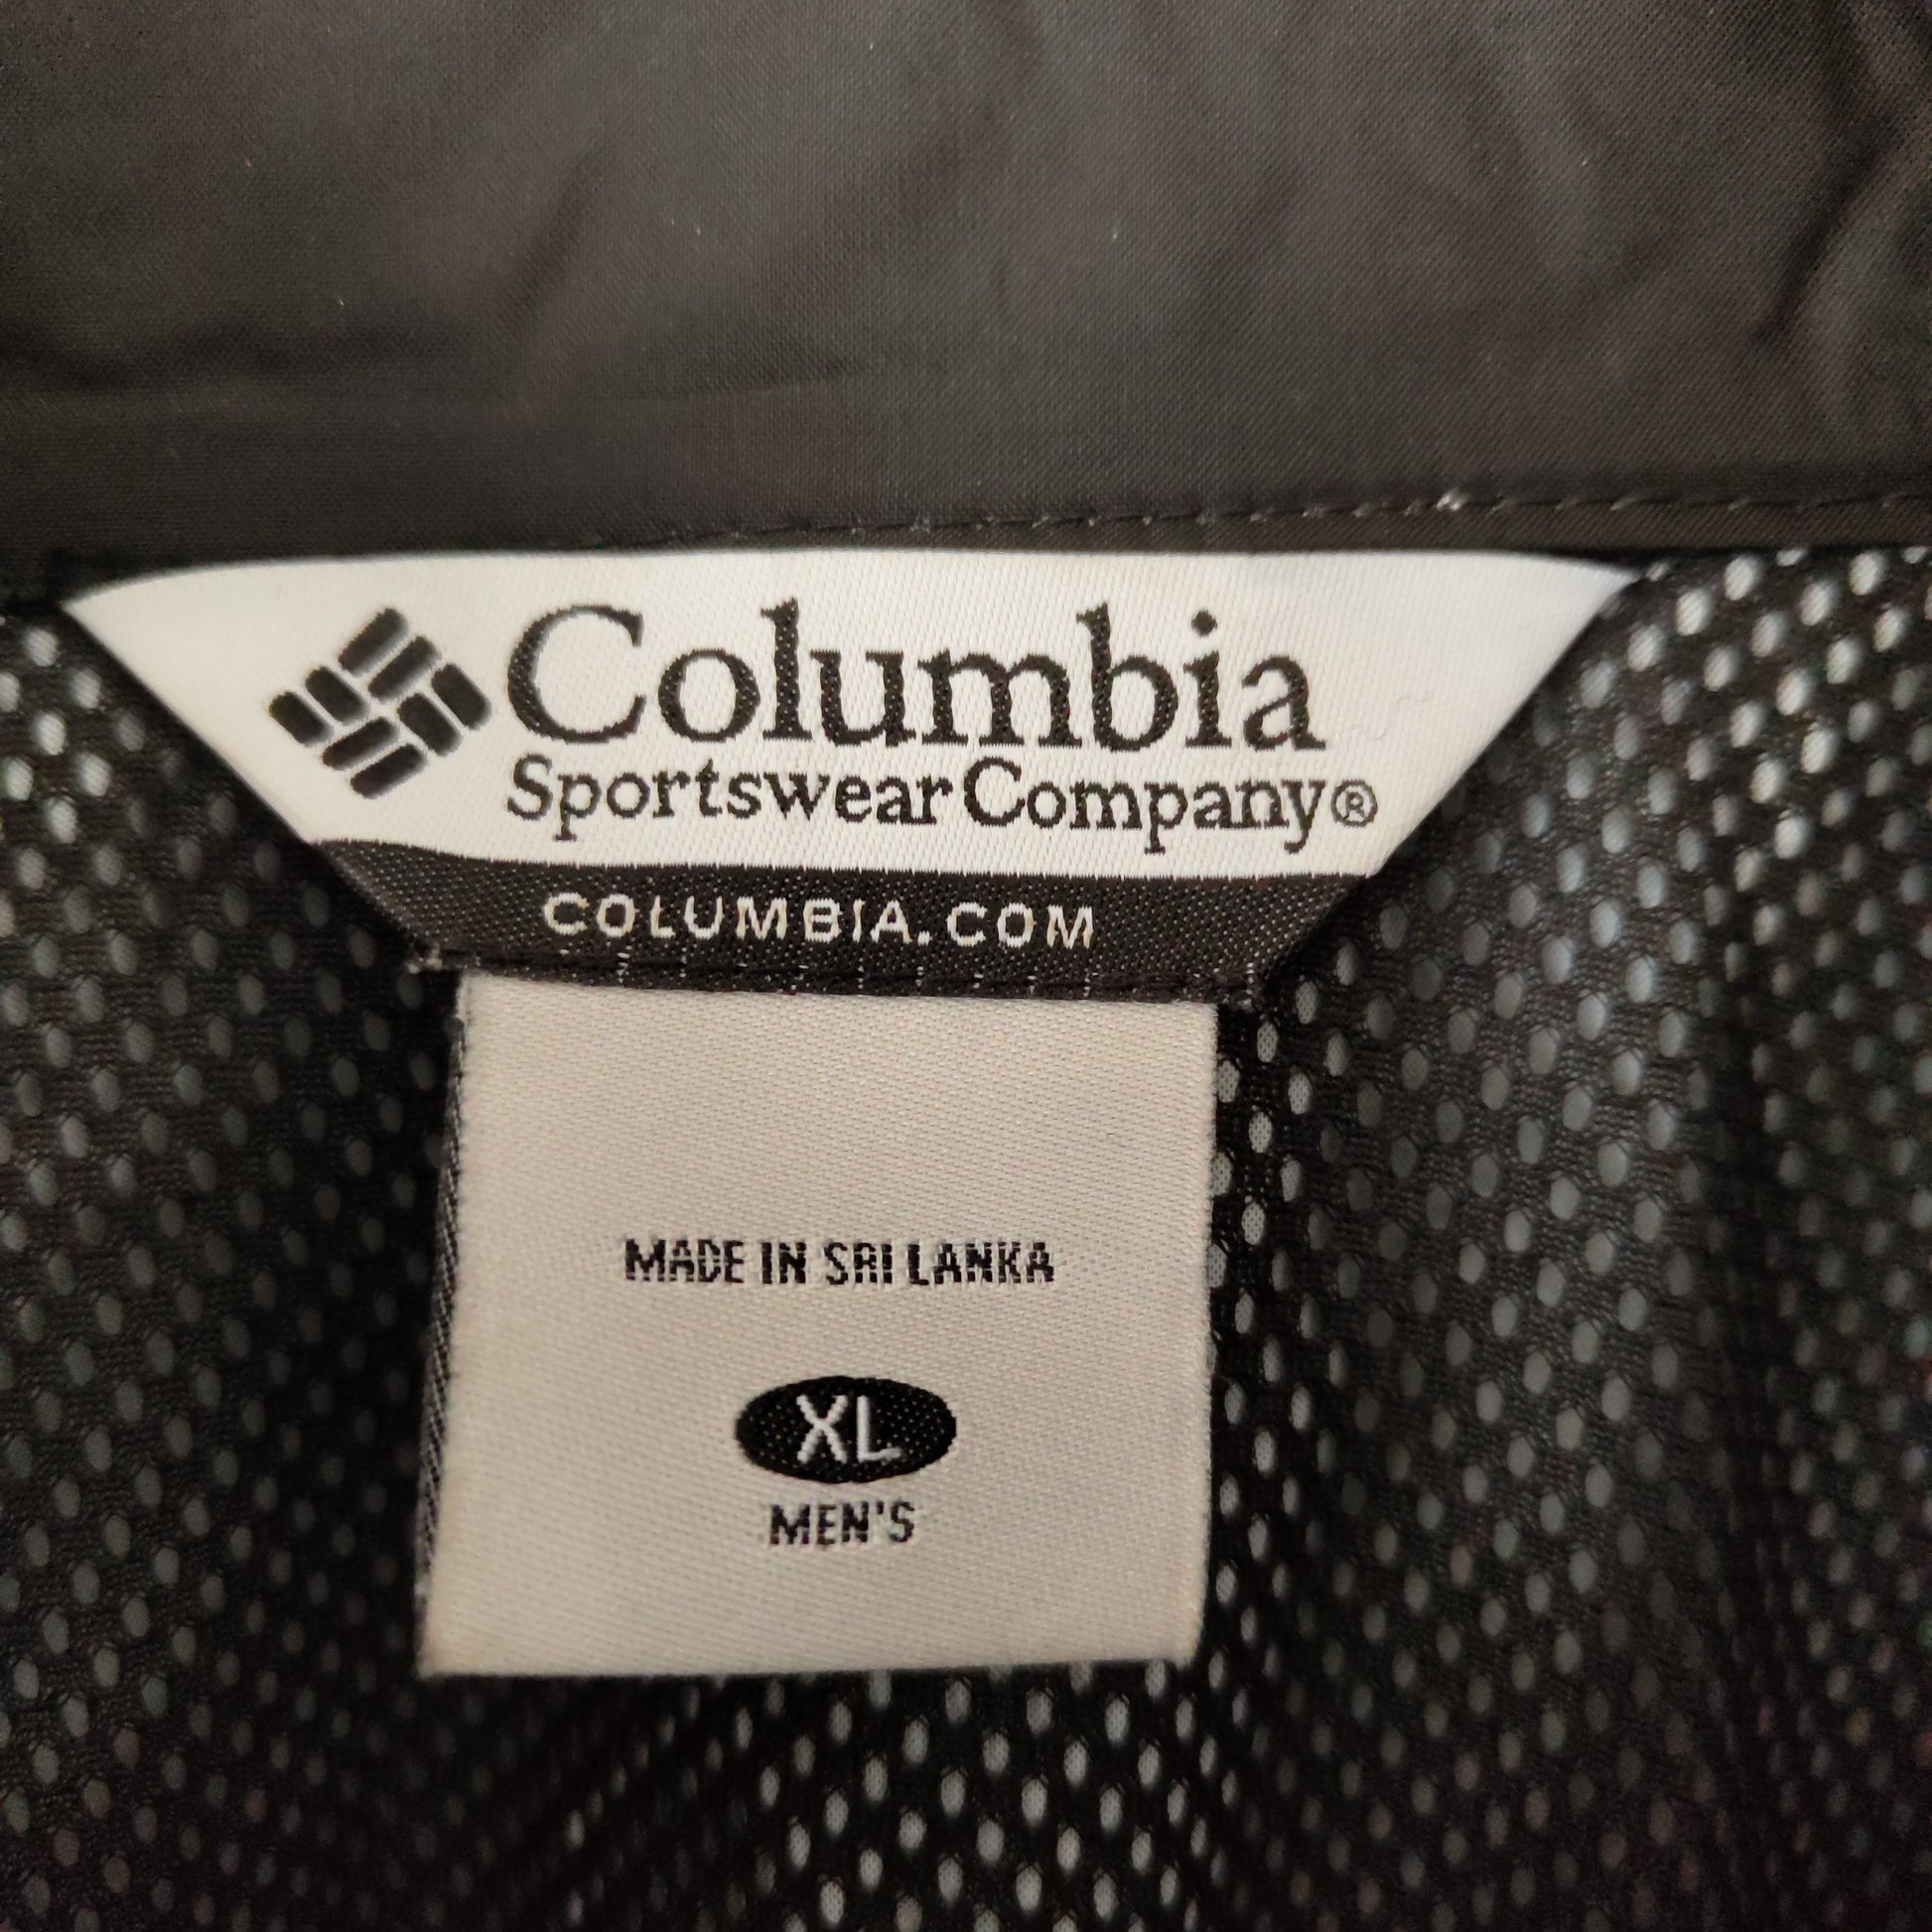 Columbia
Sportswear Company®
COLUMBIA.COM
MADE IN SRI LANKA
XL
MEN'S